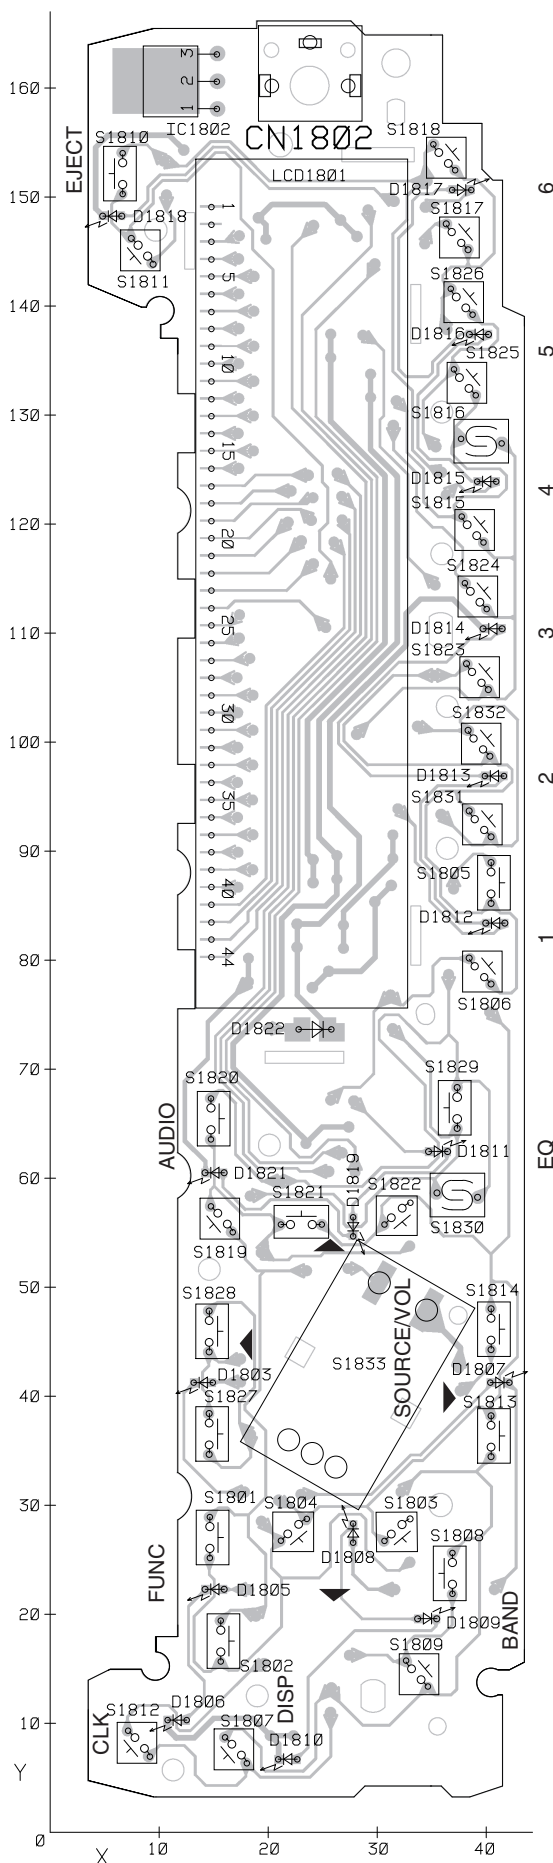 160
3
2
1
IC1802
CN1802
S1818
EJECT
S1810
LCD1801
150
D1817
6
D1818
1
S1817
S1811
5
S1826
140
D1816
5
S1825
10
130
S1816
15
D1815
4
S1815
120
20
S1824
110
25
D1814
3
S1823
30
S1832
100
D1813
2
35
S1831
90
40
S1805
D1812
1
80
44
S1806
D1822
70
S1820
S1829
AUDIO
D1811
EQ
60
D1821
S1821
D1819
S1822
S1819
S1830
50
S1828
S1814
SOURCE/VOL
S1833
D1803
D1807
40
S1827
S1813
30
S1801
S1804
S1803
D1808
S1808
FUNC
D1805
20
D1809
BAND
S1802
S1809
DISP
CLK
S1812
D1806
10
S1807
D1810
Y
0
10
20
30
40
X